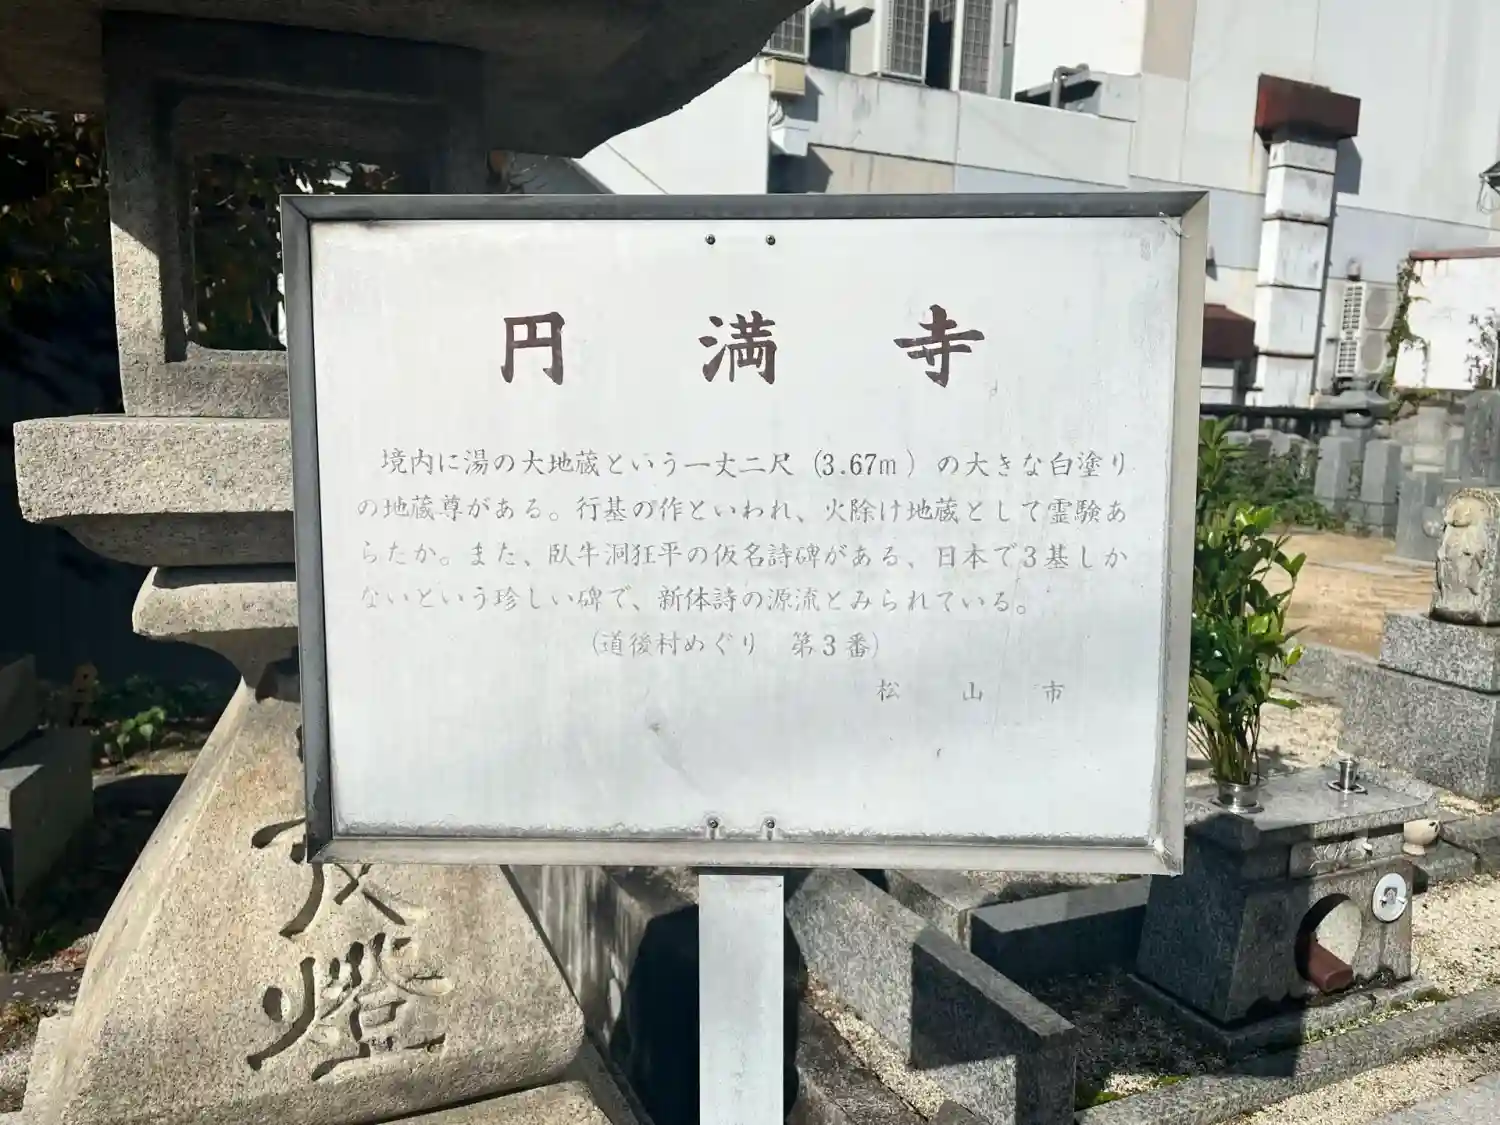 円満寺
境内に湯の大地蔵という一丈二尺(3.67m)の大きな白塗り
の地蔵尊がある。行基の作といわれ、火除け地蔵として霊験あ
らたか。また、臥牛洞狂平の仮名詩碑がある、日本で3基しか
ないという珍しい碑で、新体詩の源流とみられている。
(道後村めぐり 第3番)
松山市
燈